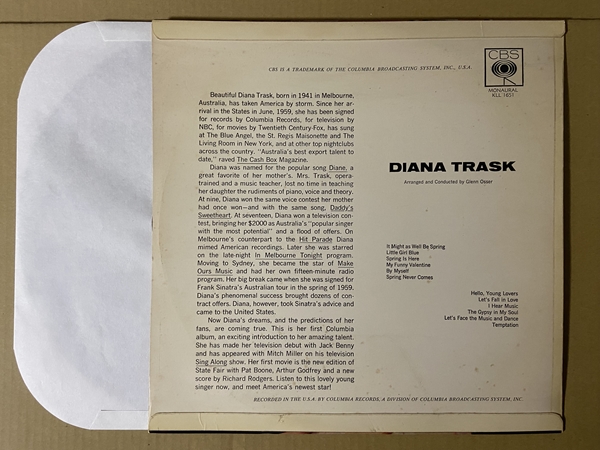 CBS IS A TRADEMARK OF THE COLUMBIA BROADCASTING SYSTEM, INC., U.S.A.
CBS
MONAURAL
KLL 1651
Beautiful Diana Trask, born in 1941 in Melbourne,
Australia, has taken America by storm. Since her ar-
rival in the States in June, 1959, she has been signed
for records by Columbia Records, for television by
NBC, for movies by Twentieth Century-Fox, has sung
at The Blue Angel, the St. Regis Maisonette and The
Living Room in New York, and at other top nightclubs
across the country. "Australia's best export talent to
date," raved The Cash Box Magazine.
Diana was named for the popular song Diane, a
great favorite of her mother's. Mrs. Trask, opera-
trained and a music teacher, lost no time in teaching
her daughter the rudiments of piano, voice and theory.
At nine, Diana won the same voice contest her mother
had once won—and with the same song, Daddy's
Sweetheart. At seventeen, Diana won a television con-
test, bringing her $2000 as Australia's "popular singer
with the most potential" and a flood of offers. On
Melbourne's counterpart to the Hit Parade Diana
mimed American recordings. Later she was starred
on the late-night In Melbourne Tonight program.
Moving to Sydney, she became the star of Make
Ours Music and had her own fifteen-minute radio
program. Her big break came when she was signed for
Frank Sinatra's Australian tour in the spring of 1959.
Diana's phenomenal success brought dozens of con-
tract offers. Diana, however, took Sinatra's advice and
came to the United States.
Now Diana's dreams, and the predictions of her
fans, are coming true. This is her first Columbia
album, an exciting introduction to her amazing talent.
She has made her television debut with Jack Benny
and has appeared with Mitch Miller on his television
Sing Along show. Her first movie is the new edition of
State Fair with Pat Boone, Arthur Godfrey and a new
score by Richard Rodgers. Listen to this lovely young
singer now, and meet America's newest star!
DIANA TRASK
Arranged and Conducted by Glenn Osser
It Might as Well Be Spring
Little Girl Blue
Spring Is Here
My Funny Valentine
By Myself
Spring Never Comes
Hello, Young Lovers
Let's Fall in Love
I Hear Music
The Gypsy in My Soul
Let's Face the Music and Dance
Temptation
RECORDED IN THE U.S.A. BY COLUMBIA RECORDS, A DIVISION OF COLUMBIA BROADCASTING SYSTEM, INC.